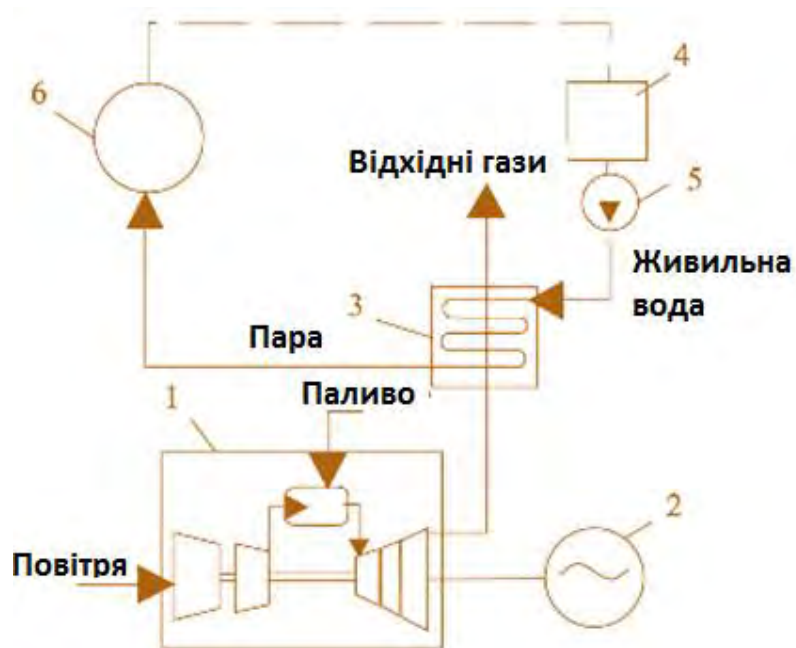 6
4
Відхідні гази
5
Живильна
вода
3
Пара
Паливо
1
2
Повітря